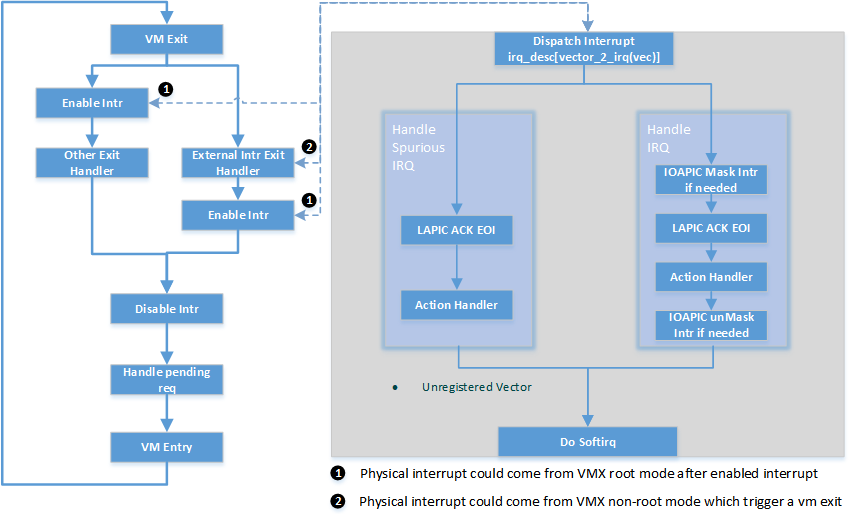 VM Exit
1
Enable Intr
2
Other Exit
Handler
External Intr Exit
Handler
1
Enable Intr
Disable Intr
Handle pending
req
VM Entry
Dispatch Interrupt
irq_desc[vector_2_irq(vec)]
Handle
Spurious
IRQ
LAPIC ACK EOI
Action Handler
Handle
IRQ
IOAPIC Mask Intr
if needed
LAPIC ACK EOI
Action Handler
IOAPIC unMask
Intr if needed
• Unregistered Vector
Do Softirq
1 Physical interrupt could come from VMX root mode after enabled interrupt
2 Physical interrupt could come from VMX non-root mode which trigger a vm exit